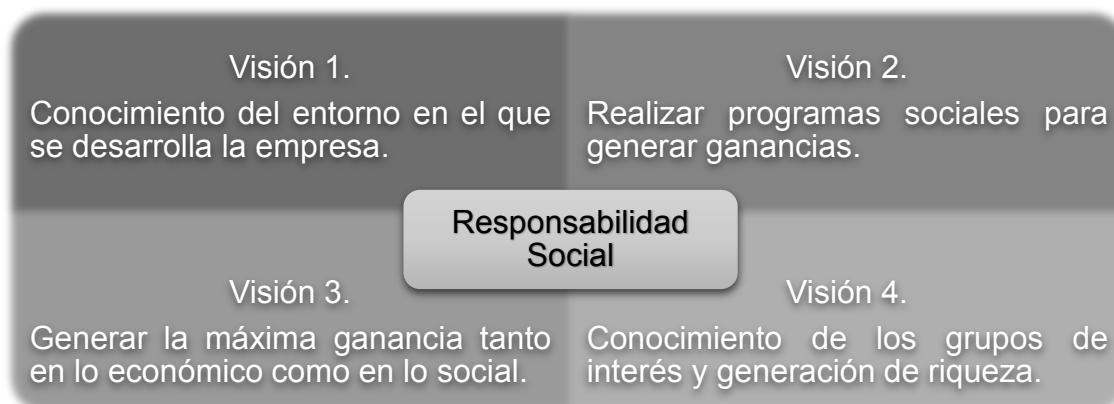 Visión 1.
Conocimiento del entorno en el que
se desarrolla la empresa.
Visión 2.
Realizar programas sociales para
generar ganancias.
Responsabilidad
Social
Visión 3.
Generar la máxima ganancia tanto
en lo económico como en lo social.
Visión 4.
Conocimiento de los grupos de
interés y generación de riqueza.